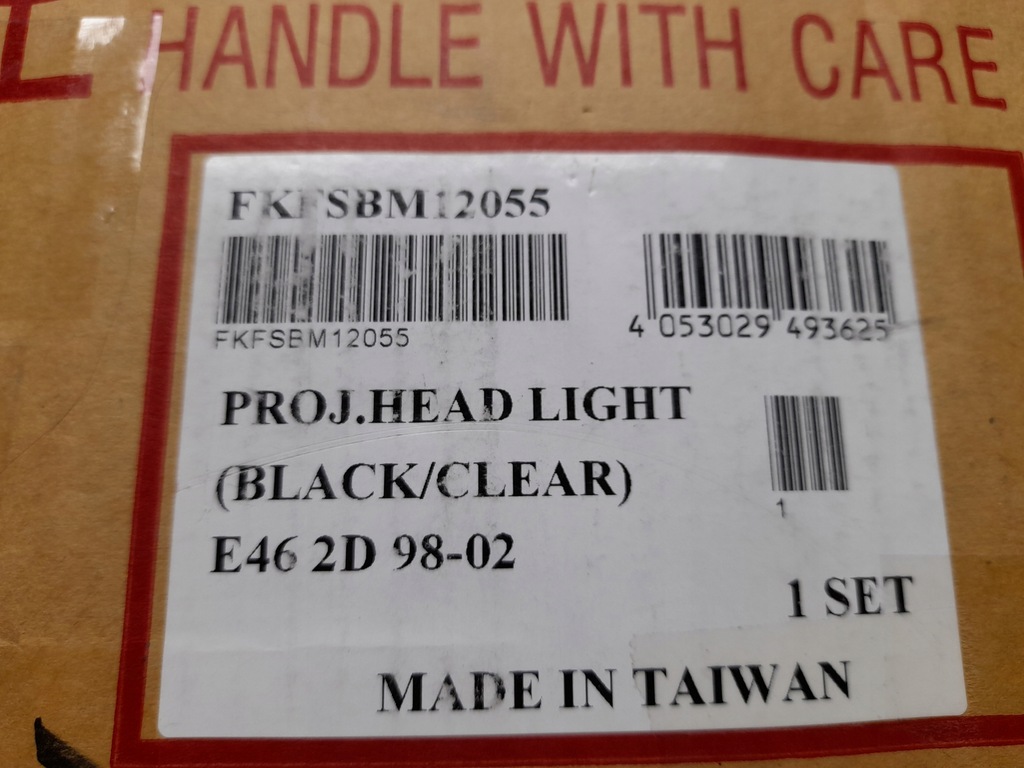 HANDLE WITH CARE
FKFSBM12055
FKFSBM12055
4 053029 493625
PROJ.HEAD LIGHT
(BLACK/CLEAR)
1
E46 2D 98-02
1 SET
MADE IN TAIWAN